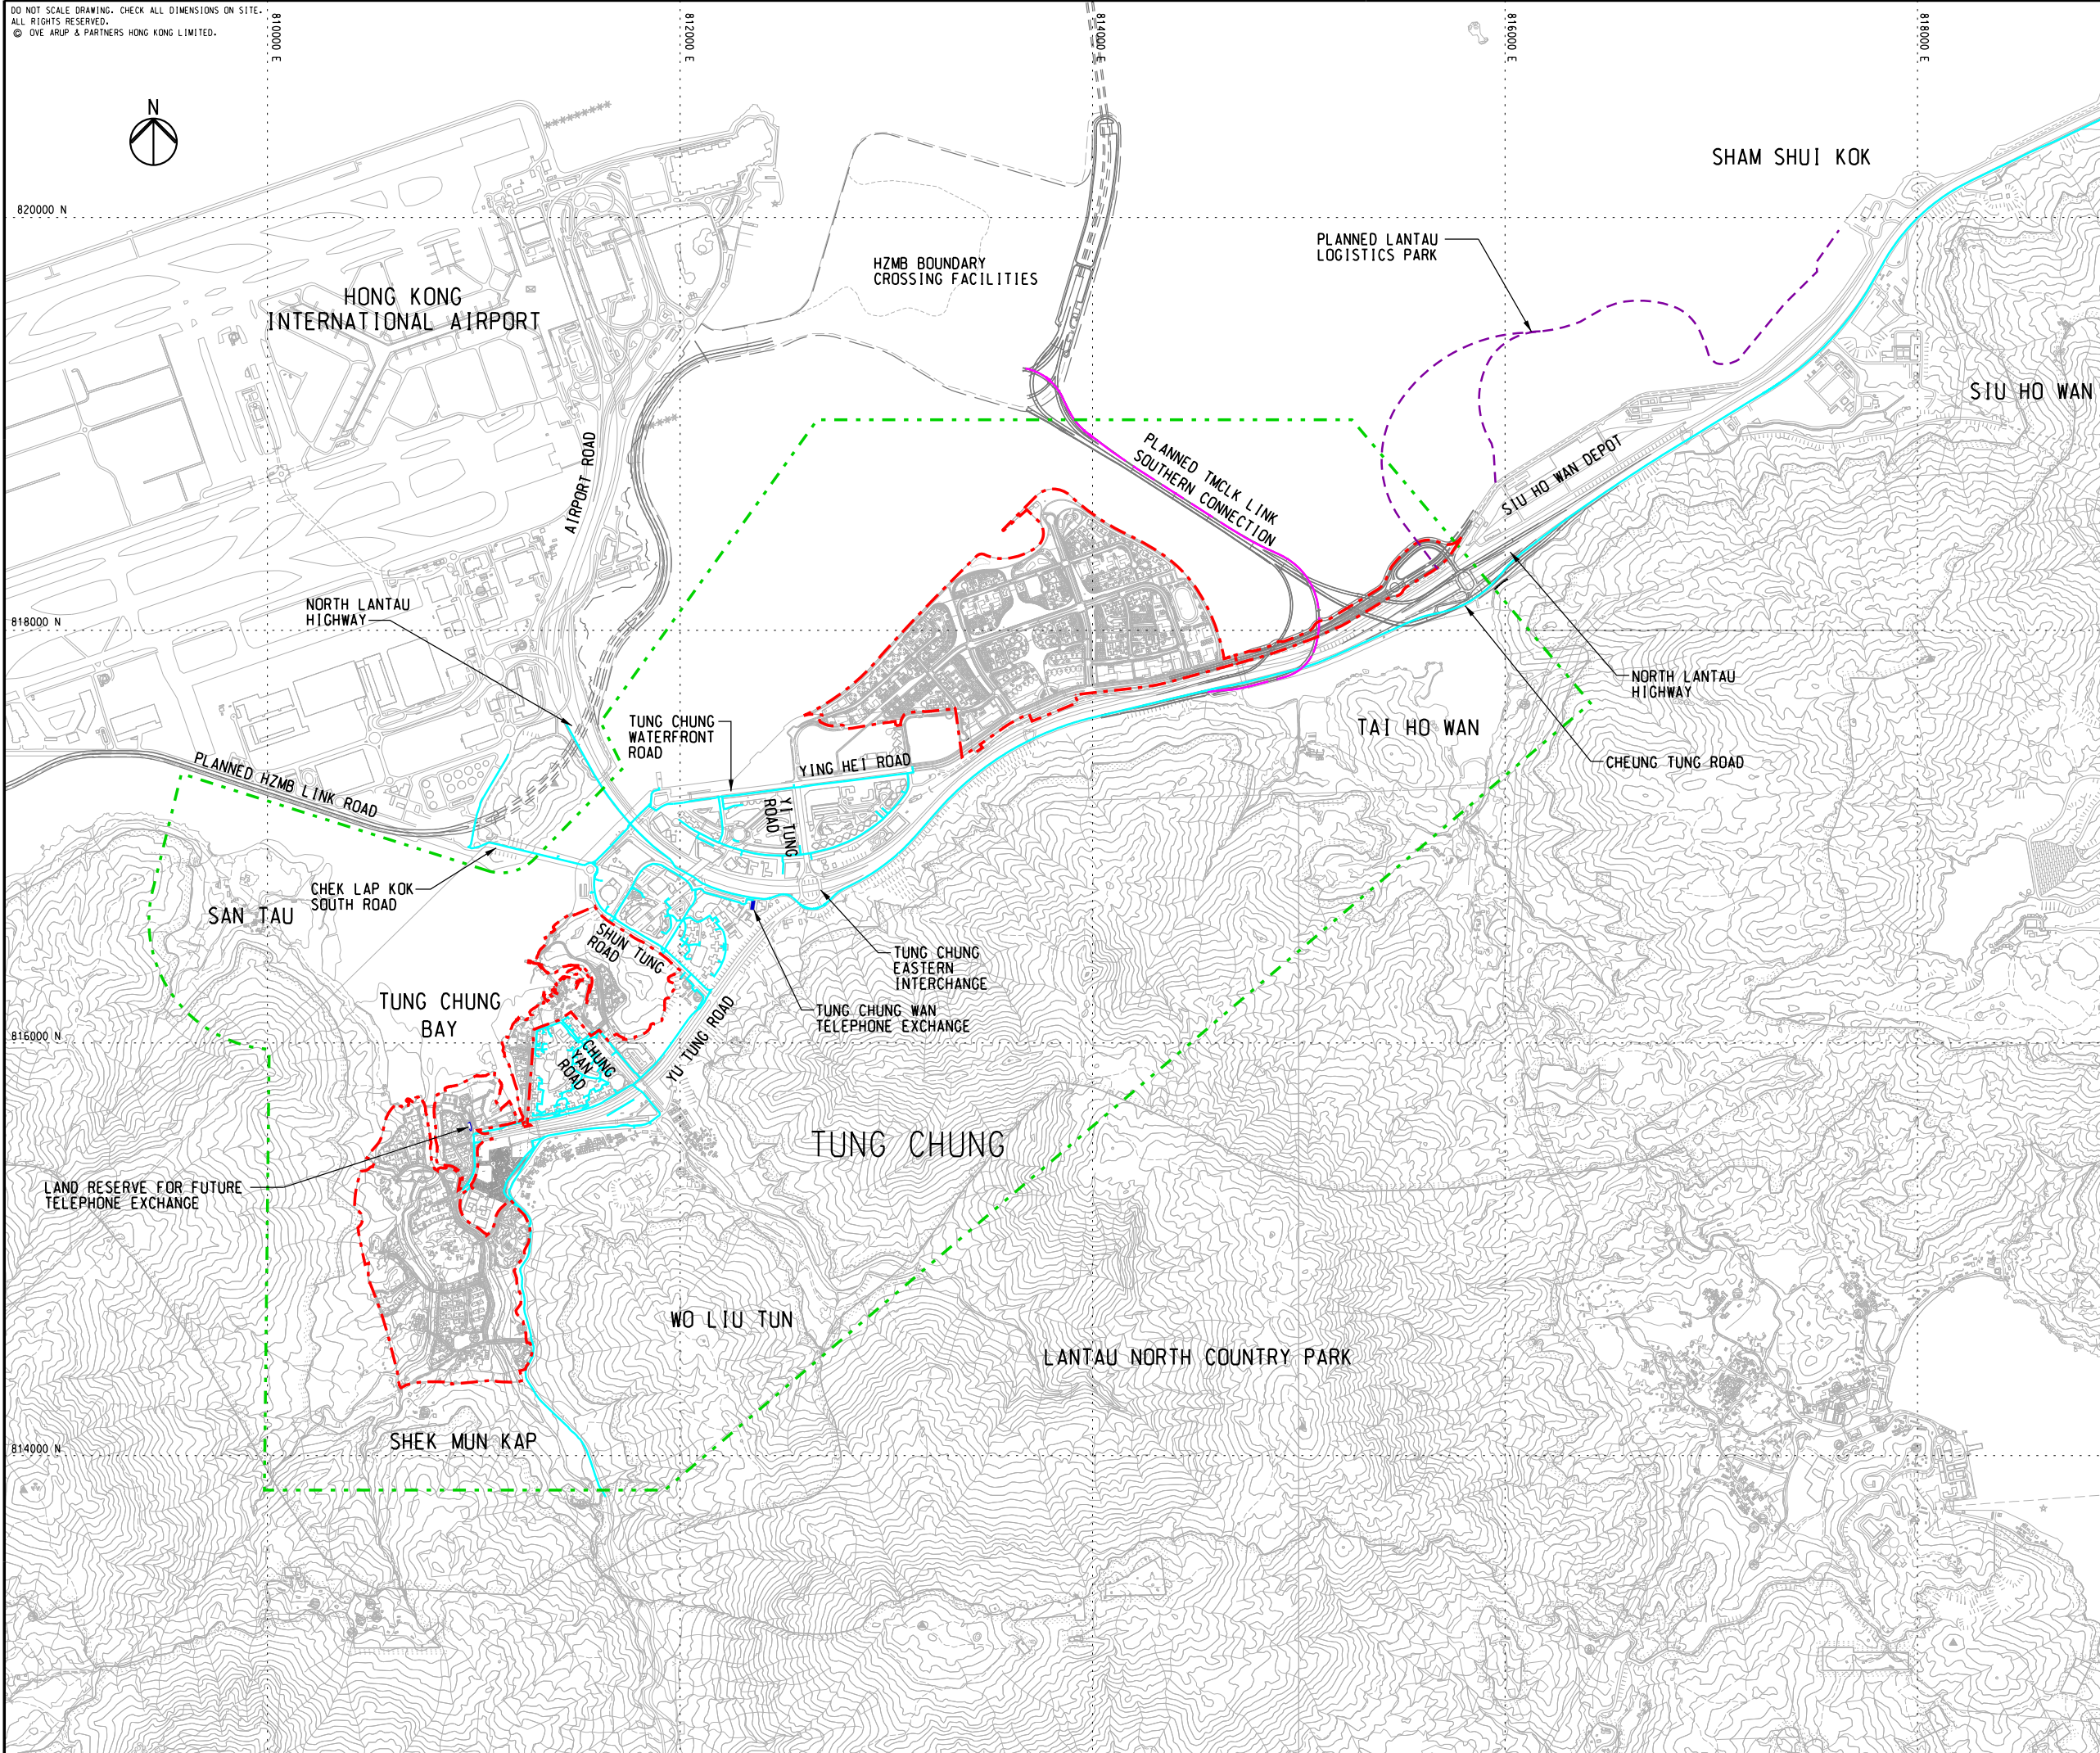 DO NOT SCALE DRAWING. CHECK ALL DIMENSIONS ON SITE.
ALL RIGHTS RESERVED.
© OVE ARUP & PARTNERS HONG KONG LIMITED.
810000 E
812000 E
814000 E
816000 E
818000 E
N
SHAM SHUI KOK
820000 N
PLANNED LANTAU
LOGISTICS PARK
HZMB BOUNDARY
CROSSING FACILITIES
HONG KONG
INTERNATIONAL AIRPORT
SIU HO WAN
AIRPORT ROAD
PLANNED TMCLK LINK
SOUTHERN CONNECTION
SIU HO WAN DEPOT
NORTH LANTAU
HIGHWAY
818000 N
NORTH LANTAU
HIGHWAY
TUNG CHUNG
WATERFRONT
ROAD
TAI HO WAN
YING HEI ROAD
CHEUNG TUNG ROAD
PLANNED HZMB LINK ROAD
YI TUNG
ROAD
CHEK LAP KOK
SOUTH ROAD
SAN TAU
SHUN TUNG
ROAD
TUNG CHUNG
EASTERN
INTERCHANGE
TUNG CHUNG
BAY
TUNG CHUNG WAN
TELEPHONE EXCHANGE
816000 N
YU TUNG ROAD
CHUNG
YAN
ROAD
TUNG CHUNG
LAND RESERVE FOR FUTURE
TELEPHONE EXCHANGE
WO LIU TUN
LANTAU NORTH COUNTRY PARK
SHEK MUN KAP
814000 N